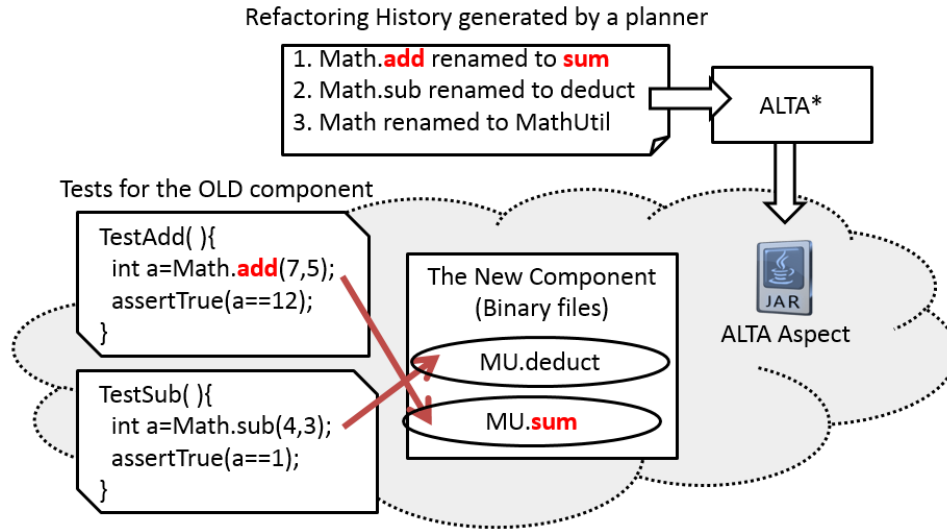 Refactoring History generated by a planner
1. Math.add renamed to sum
2. Math.sub renamed to deduct
3. Math renamed to MathUtil
ALTA*
Tests for the OLD component
TestAdd( ){
int a=Math.add(7,5);
assertTrue(a==12);
}
TestSub( ){
int a=Math.sub(4,3);
assertTrue(a==1);
}
The New Component
(Binary files)
MU.deduct
MU.sum
JAR
ALTA Aspect